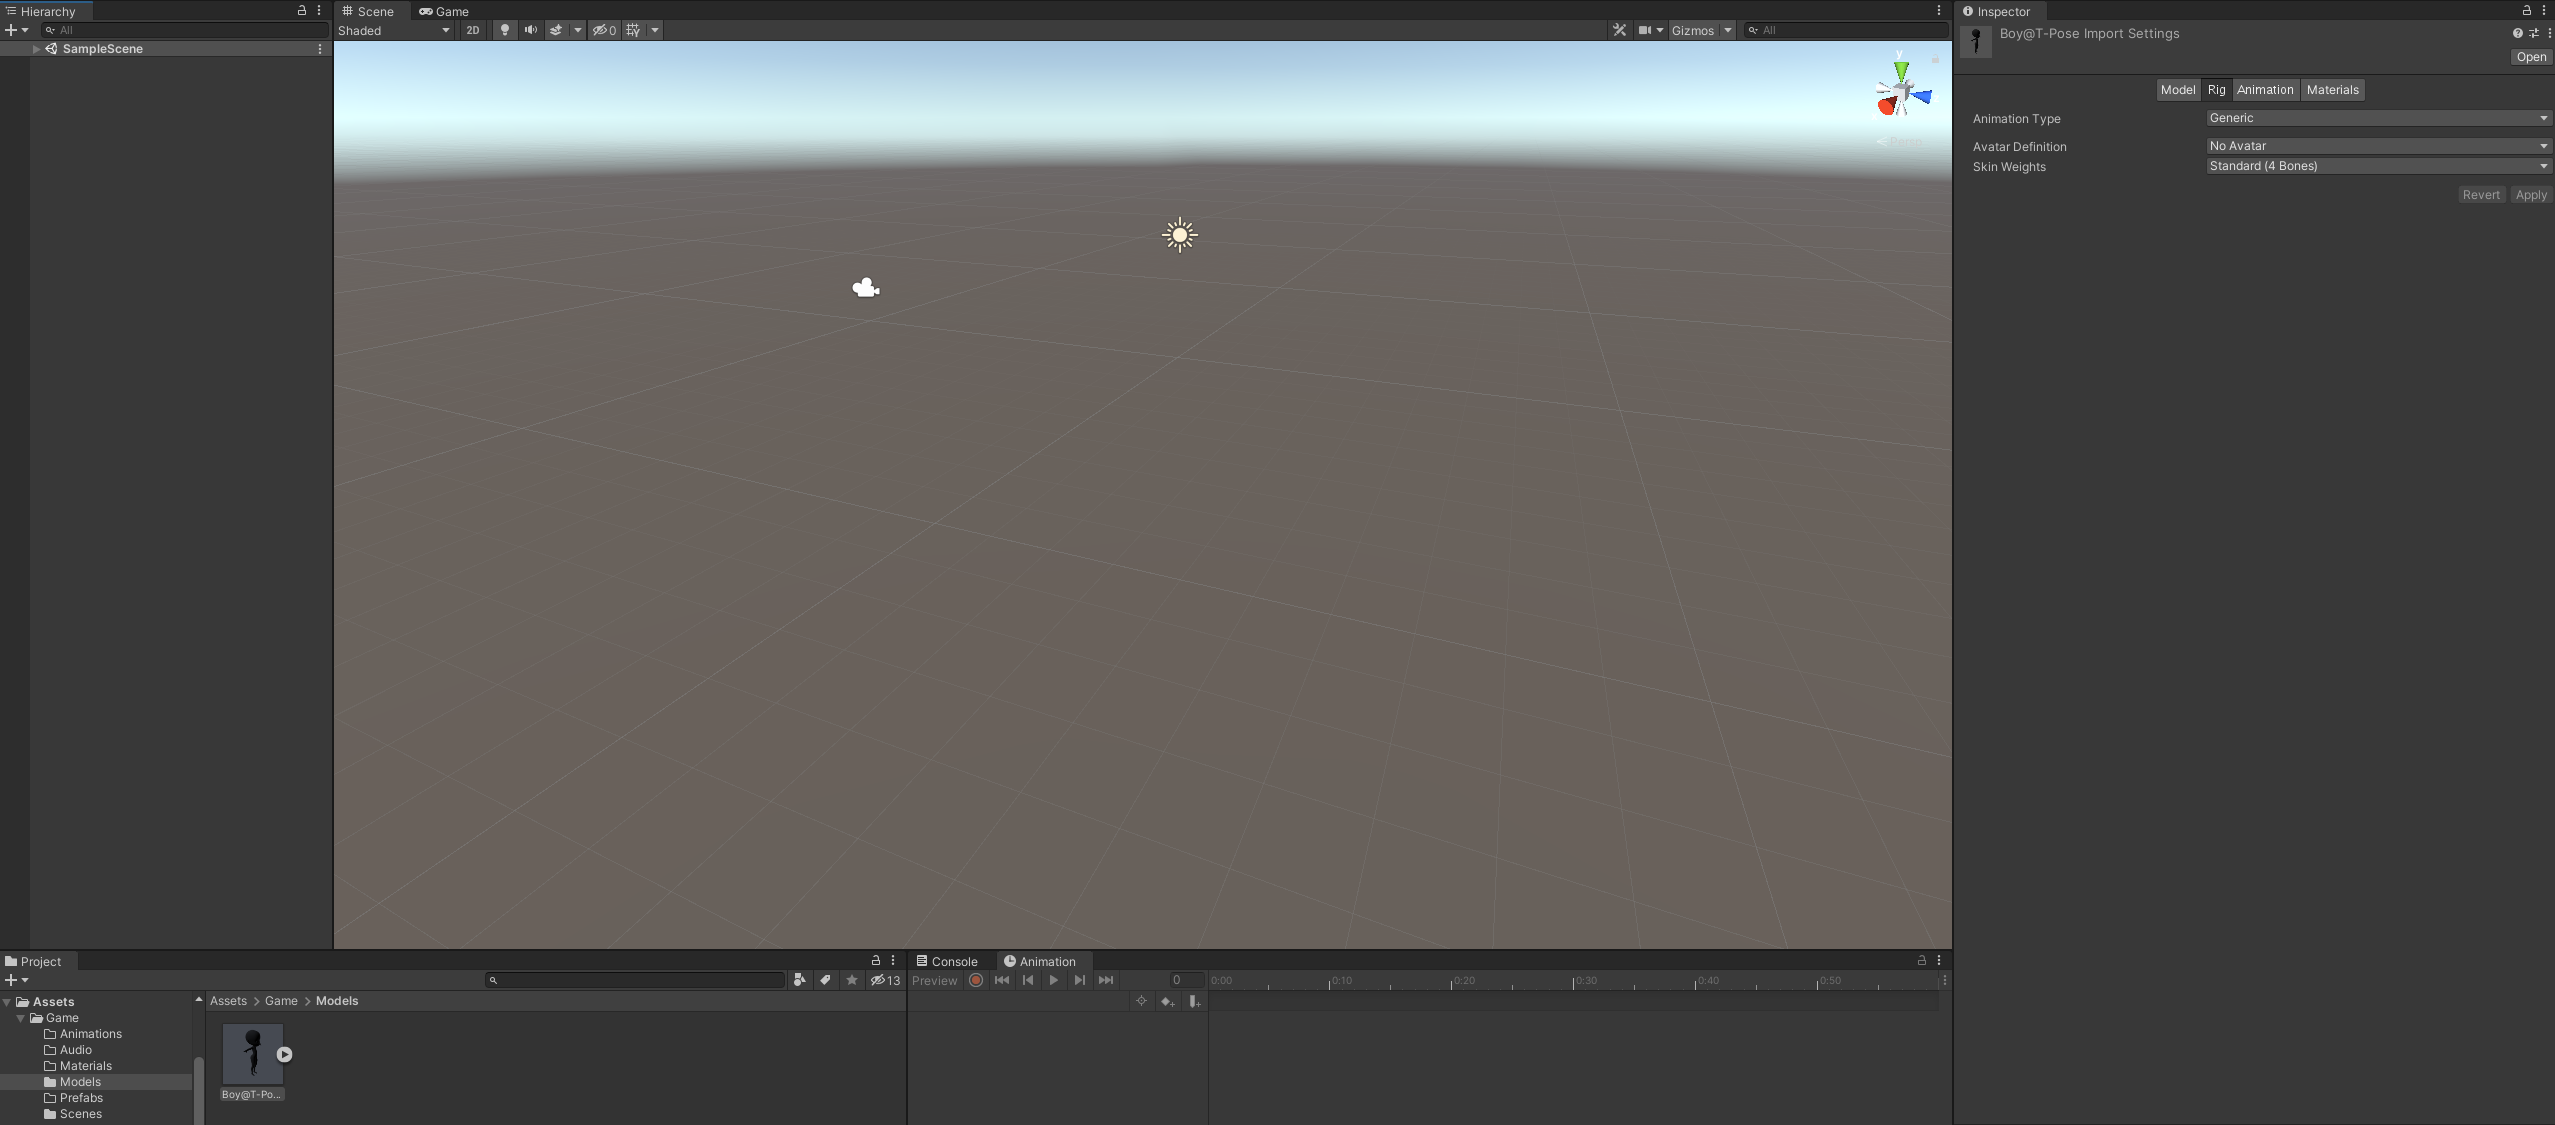 Hierarchy
All
SampleScene
Scene
Game
Shaded
2D
0
Gizmos
All
y
Persp
Inspector
Boy@T-Pose Import Settings
Open
Model
Rig
Animation
Materials
Animation Type
Generic
Avatar Definition
No Avatar
Skin Weights
Standard (4 Bones)
Revert
Apply
Project
13
Assets
Game
Animations
Audio
Materials
Models
Prefabs
Scenes
Assets > Game > Models
Boy@T-Po...
Console
Animation
Preview
0
0:00
0:10
0:20
0:30
0:40
0:50